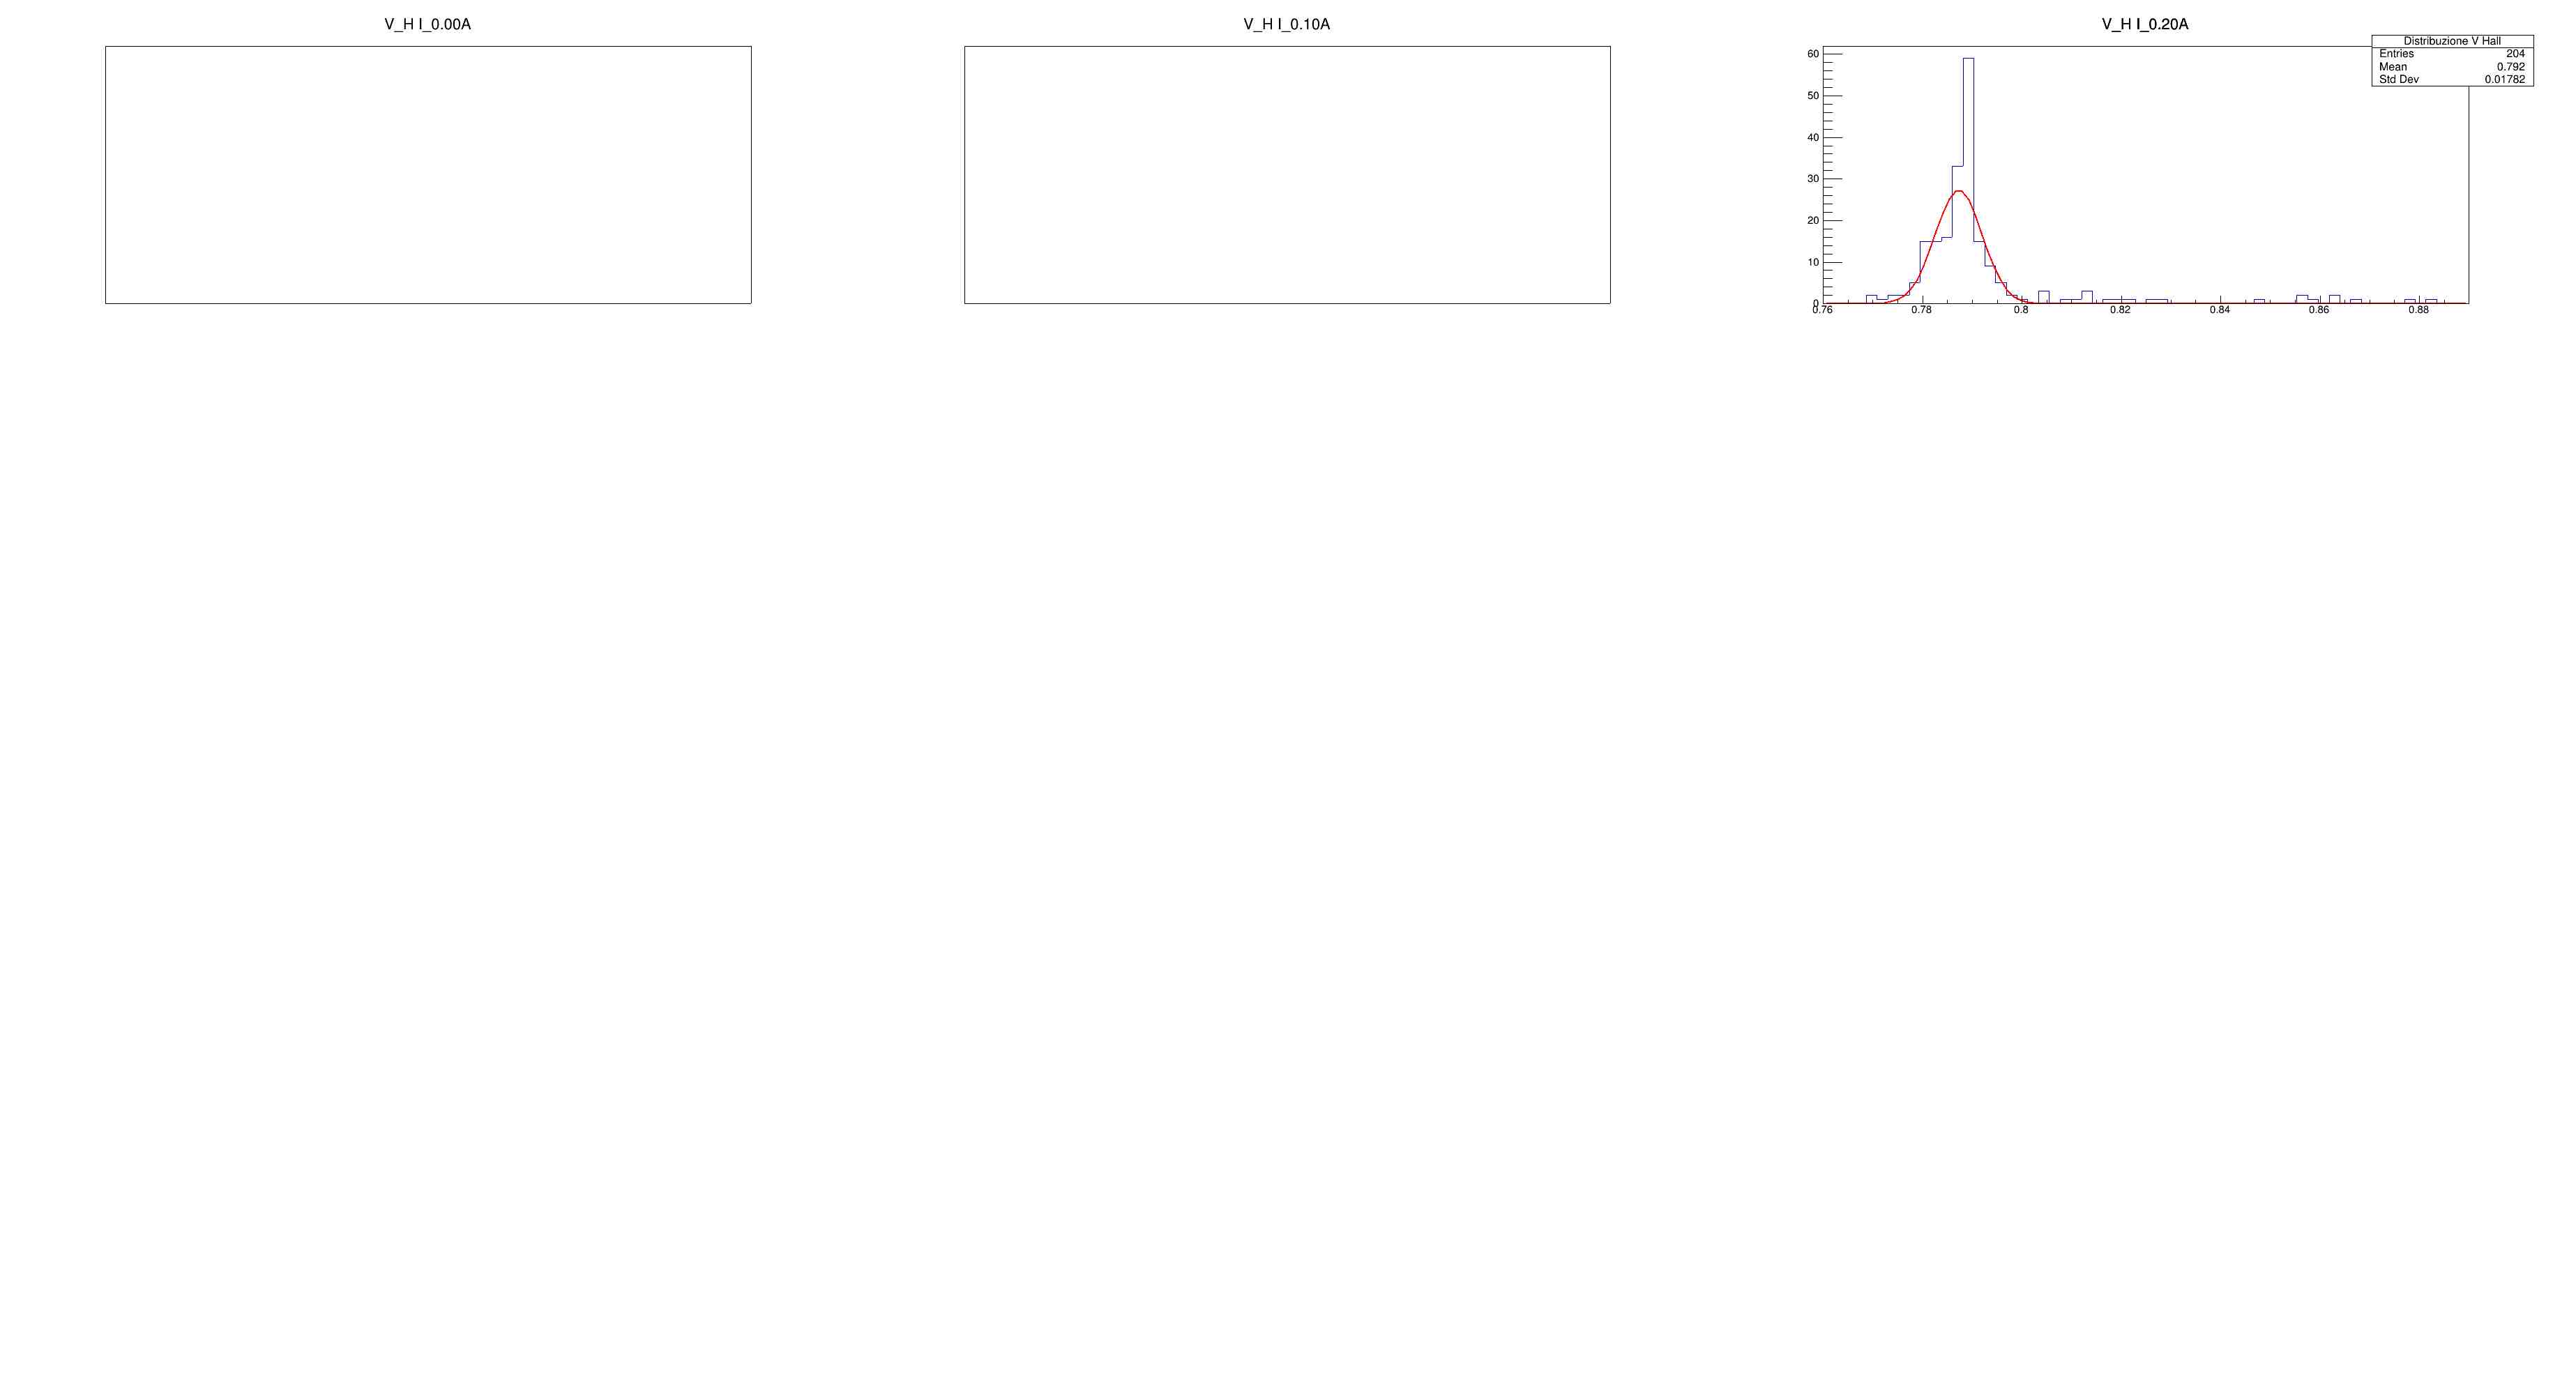 V_H I_0.00A
V_H I_0.10A
V_H I_0.20A
Distribuzione V Hall
Entries 204
Mean 0.792
Std Dev 0.01782
60
50
40
30
20
10
0
0.76 0.78 0.8 0.82 0.84 0.86 0.88